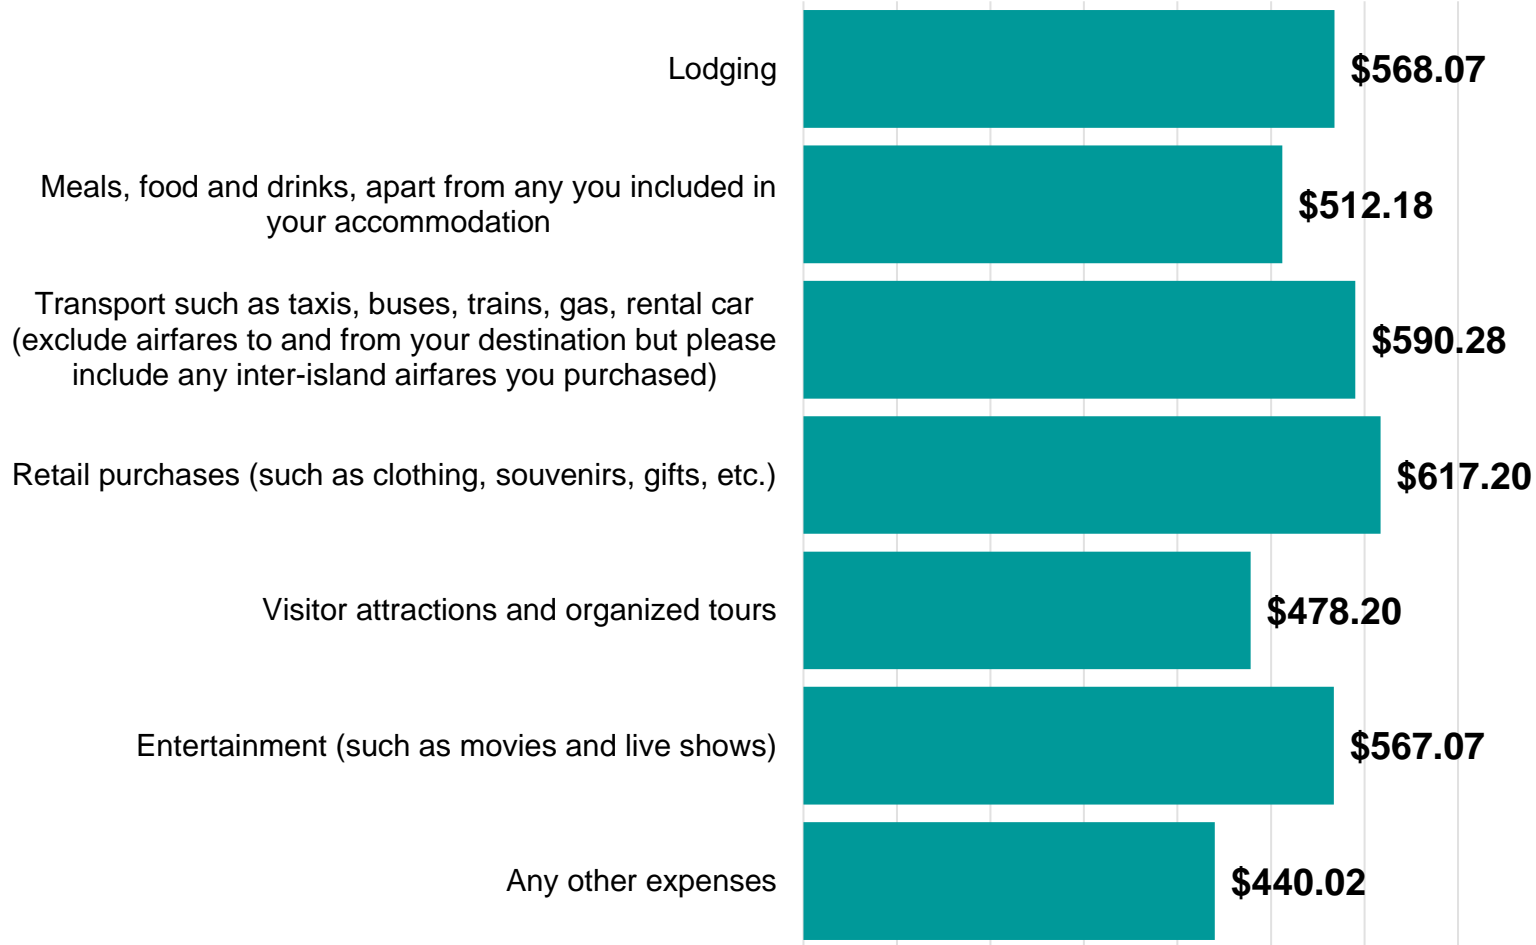 Lodging
$568.07
Meals, food and drinks, apart from any you included in
your accommodation
$512.18
Transport such as taxis, buses, trains, gas, rental car
(exclude airfares to and from your destination but please
include any inter-island airfares you purchased)
$590.28
Retail purchases (such as clothing, souvenirs, gifts, etc.)
$617.20
Visitor attractions and organized tours
$478.20
Entertainment (such as movies and live shows)
$567.07
Any other expenses
$440.02